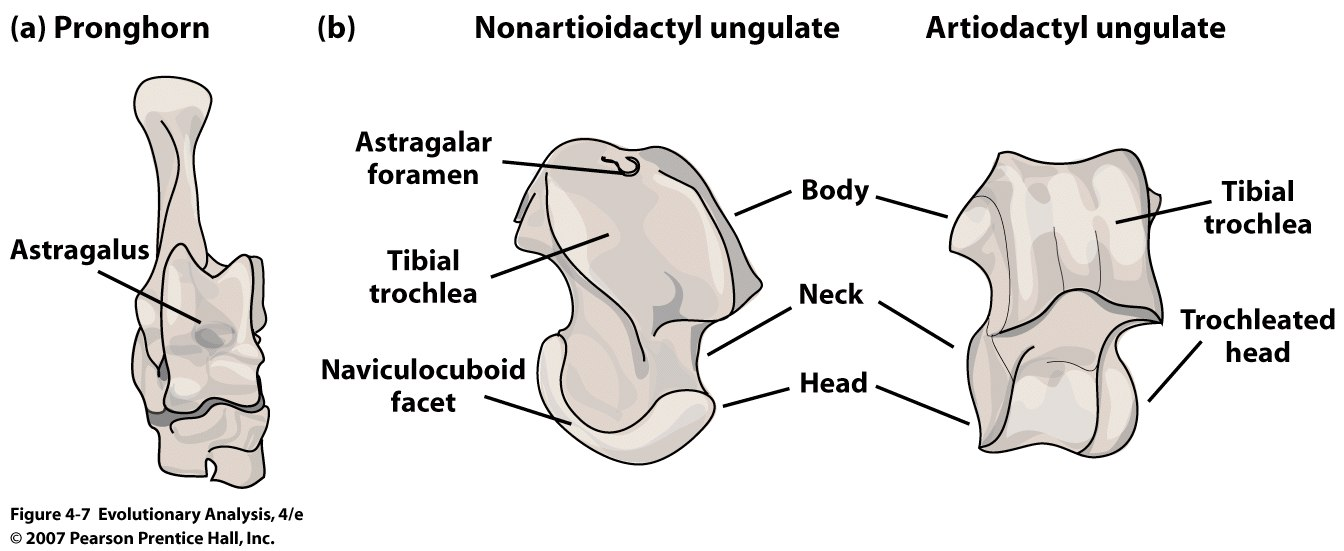 (a) Pronghorn
(b)
Nonartioidactyl ungulate
Artiodactyl ungulate
Astragalus
Astragalar
foramen
Tibial
trochlea
Naviculocuboid
facet
Body
Neck
Head
Tibial
trochlea
Trochleated
head
Figure 4-7 Evolutionary Analysis, 4/e
© 2007 Pearson Prentice Hall, Inc.